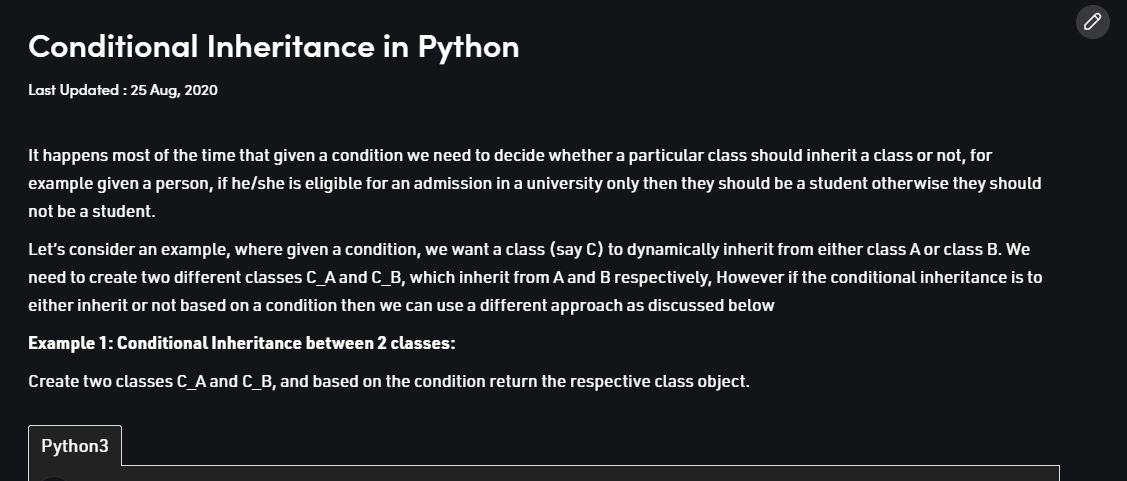 Conditional Inheritance in Python
Last Updated : 25 Aug, 2020
It happens most of the time that given a condition we need to decide whether a particular class should inherit a class or not, for
example given a person, if he/she is eligible for an admission in a university only then they should be a student otherwise they should
not be a student.
Let's consider an example, where given a condition, we want a class (say C) to dynamically inherit from either class A or class B. We
need to create two different classes C_A and C_B, which inherit from A and B respectively, However if the conditional inheritance is to
either inherit or not based on a condition then we can use a different approach as discussed below
Example 1: Conditional Inheritance between 2 classes:
Create two classes C_A and C_B, and based on the condition return the respective class object.
Python3